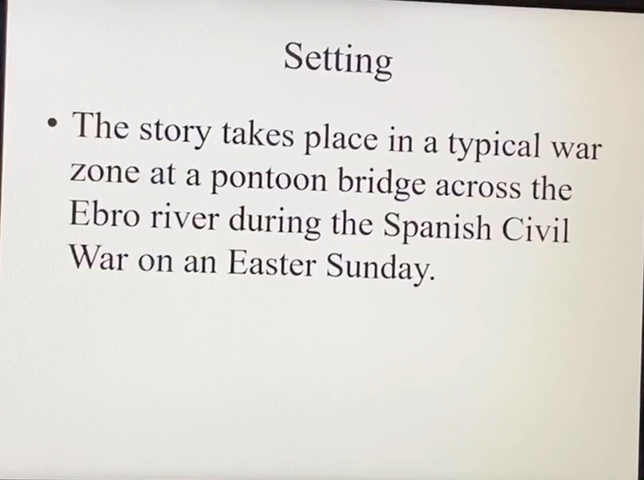 Setting
• The story takes place in a typical war
zone at a pontoon bridge across the
Ebro river during the Spanish Civil
War on an Easter Sunday.